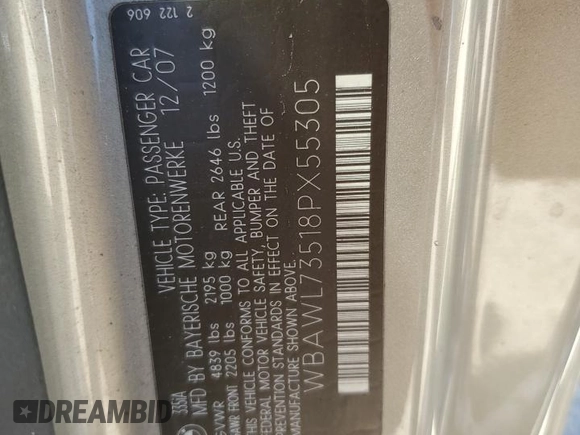 2 122 606
VEHICLE TYPE: PASSENGER CAR
MFD BY BAYERISCHE MOTORENWERKE 12/07
GVWR 4839 lbs 2195 kg REAR 2646 lbs 1200 kg
GAWR FRONT 2205 lbs 1000 kg
THIS VEHICLE CONFORMS TO ALL APPLICABLE U.S.
FEDERAL MOTOR VEHICLE SAFETY, BUMPER AND THEFT
PREVENTION STANDARDS IN EFFECT ON THE DATE OF
MANUFACTURE SHOWN ABOVE.
WBAWL73518PX55305
DREAMBID